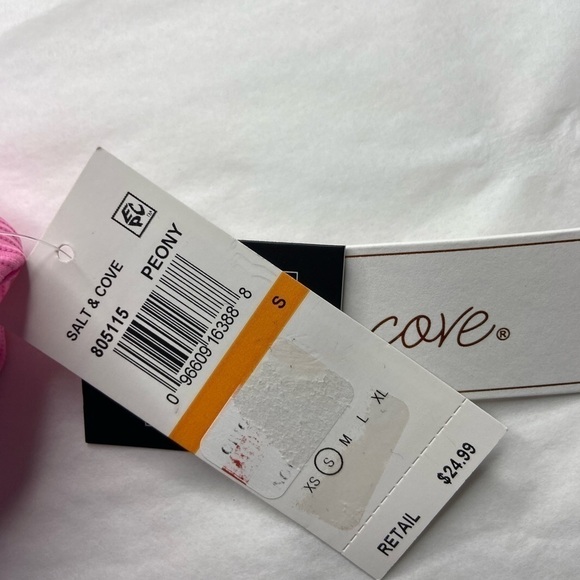 SALT & COVE
805115
PEONY
0 96609 16388 8
S
XS S M L XL
RETAIL $24.99
cove®